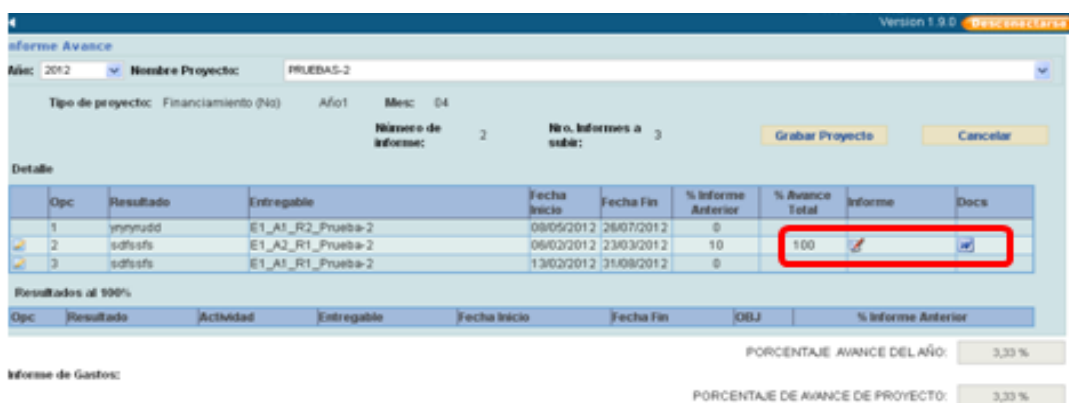 Version 1.9.0 Desconectarse
nforme Avance
Año: 2012 Nombre Proyecto: PRUEBAS-2
Tipo de proyecto: Financiamiento (No) Año1 Mes: 04
Número de informe: 2 Nro. Informes a subir: 3 Grabar Proyecto Cancelar
Detalle
Opc Resultado Entregable Fecha Inicio Fecha Fin % Informe Anterior % Avance Total Informe Docs
1 E1_A1_R2_Prueba-2 08/05/2012 26/07/2012 0
2 sdfssfs E1_A2_R1_Prueba-2 06/02/2012 23/03/2012 10 100
3 sdfssfs E1_A1_R1_Prueba-2 13/02/2012 31/08/2012 0
Resultados al 100%
Opc Resultado Actividad Entregable Fecha Inicio Fecha Fin OBJ % Informe Anterior
PORCENTAJE AVANCE DEL AÑO: 3,33 %
Informe de Gastos:
PORCENTAJE DE AVANCE DE PROYECTO: 3,33 %